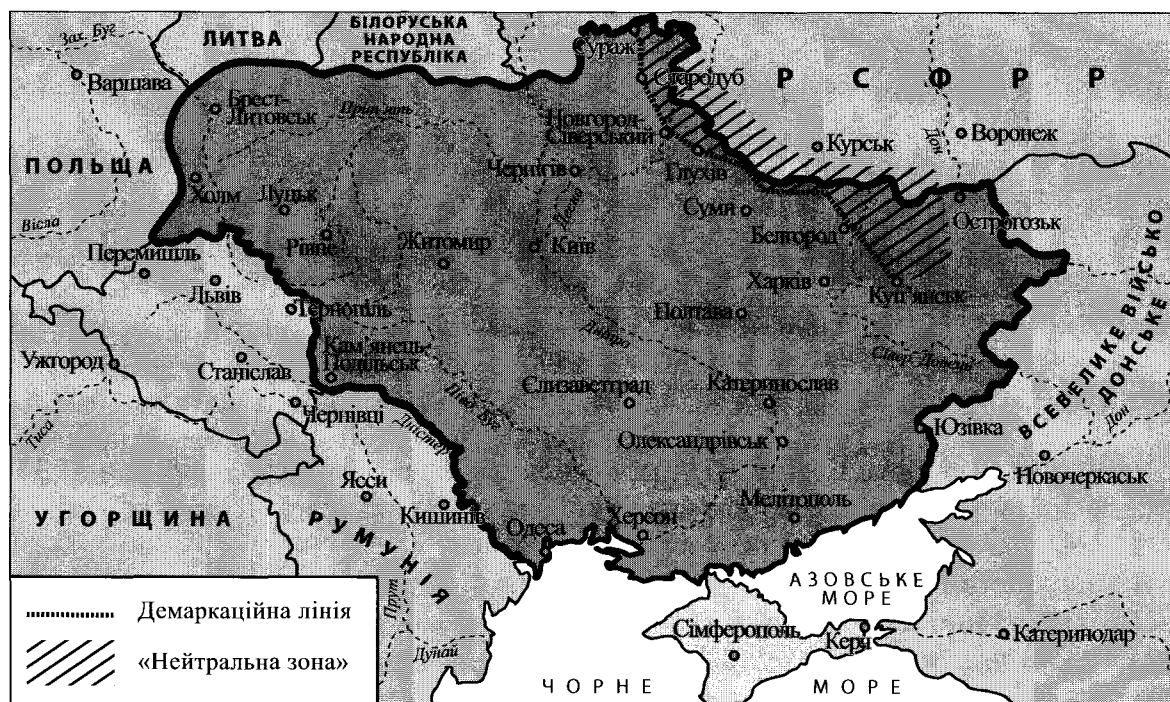 Зах. Буг
ЛИТВА
БІЛОРУСЬКА
НАРОДНА
РЕСПУБЛІКА
Сураж
Варшава
Стародуб
РСФРР
Брест-
Литовськ
Прип'ять
Новгород-
Сіверський
Курськ
Дон
Воронеж
ПОЛЬЩА
Чернігів
Глухів
Холм
Луцьк
Десна
Суми
Острогозьк
Вісла
Рівне
Житомир
Київ
Белгород
Перемишль
Львів
Харків
Куп'янськ
Тернопіль
Полтава
Дніпро
Сівер. Донець
ВСЕВЕЛИКЕ ВІЙСЬКО
ДОНСЬКЕ
Ужгород
Станіслав
Кам'янець-
Подільськ
Єлизаветград
Катеринослав
Півд. Буг
Чернівці
Тиса
Дністер
Юзівка
Дон
Олександрівськ
Новочеркаськ
Ясси
Кишинів
Мелітополь
УГОРЩИНА
РУМУНІЯ
Одеса
Херсон
АЗОВСЬКЕ
МОРЕ
Прут
Демаркаційна лінія
Сімферополь
Керч
Катеринодар
«Нейтральна зона»
Дунай
ЧОРНЕ МОРЕ